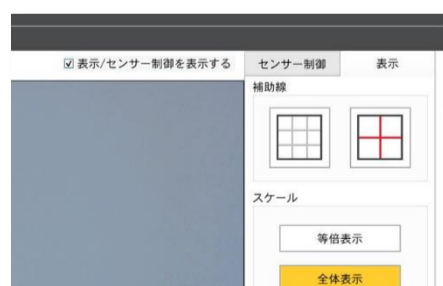 表示/センサー制御を表示する
センサー制御
表示
補助線
スケール
等倍表示
全体表示